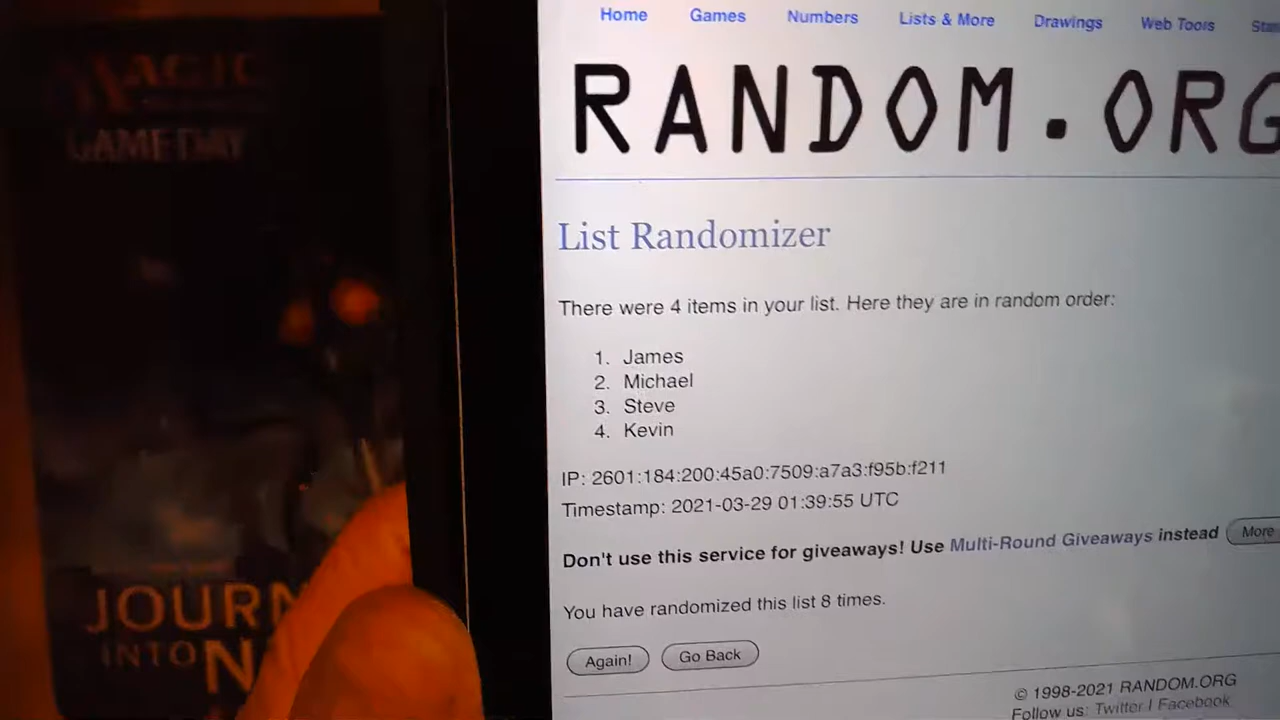 MAGIC
GAMEDAY
JOURN
INTO N
Home Games Numbers Lists & More Drawings Web Tools
RANDOM.ORG
List Randomizer
There were 4 items in your list. Here they are in random order:
1. James
2. Michael
3. Steve
4. Kevin
IP: 2601:184:200:45a0:7509:a7a3:f95b:f211
Timestamp: 2021-03-29 01:39:55 UTC
Don't use this service for giveaways! Use Multi-Round Giveaways instead More
You have randomized this list 8 times.
Again! Go Back
© 1998-2021 RANDOM.ORG
Follow us: Twitter | Facebook